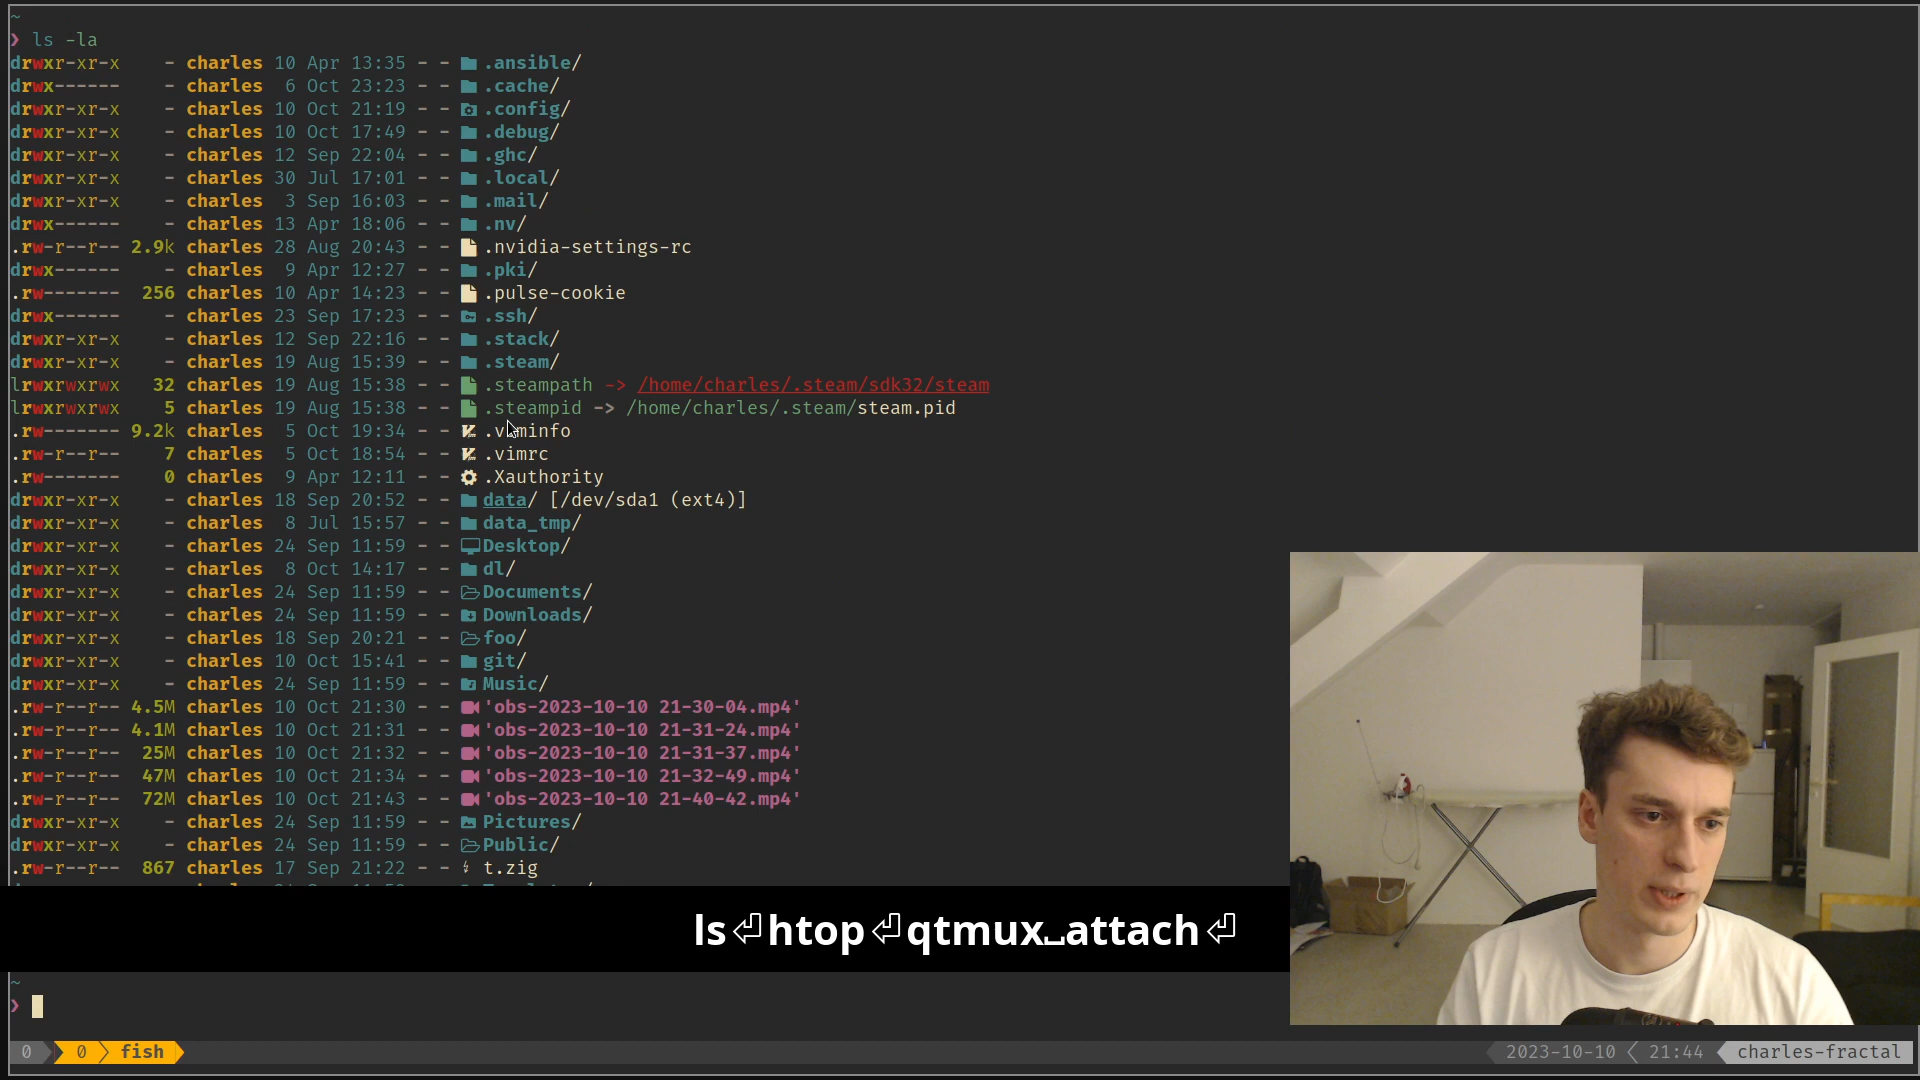 ~
❯ ls -la
drwxr-xr-x    - charles 10 Apr 13:35 - - .ansible/
drwx------    - charles  6 Oct 23:23 - - .cache/
drwxr-xr-x    - charles 10 Oct 21:19 - - .config/
drwxr-xr-x    - charles 10 Oct 17:49 - - .debug/
drwxr-xr-x    - charles 12 Sep 22:04 - - .ghc/
drwxr-xr-x    - charles 30 Jul 17:01 - - .local/
drwxr-xr-x    - charles  3 Sep 16:03 - - .mail/
drwx------    - charles 13 Apr 18:06 - - .nv/
.rw-r--r-- 2.9k charles 28 Aug 20:43 - - .nvidia-settings-rc
drwx------    - charles  9 Apr 12:27 - - .pki/
.rw-------  256 charles 10 Apr 14:23 - - .pulse-cookie
drwx------    - charles 23 Sep 17:23 - - .ssh/
drwxr-xr-x    - charles 12 Sep 22:16 - - .stack/
drwxr-xr-x    - charles 19 Aug 15:39 - - .steam/
lrwxrwxrwx   32 charles 19 Aug 15:38 - - .steampath -> /home/charles/.steam/sdk32/steam
lrwxrwxrwx    5 charles 19 Aug 15:38 - - .steampid -> /home/charles/.steam/steam.pid
.rw------- 9.2k charles  5 Oct 19:34 - - .viminfo
.rw-r--r--    7 charles  5 Oct 18:54 - - .vimrc
.rw-------    0 charles  9 Apr 12:11 - - .Xauthority
drwxr-xr-x    - charles 18 Sep 20:52 - - data/ [/dev/sda1 (ext4)]
drwxr-xr-x    - charles  8 Jul 15:57 - - data_tmp/
drwxr-xr-x    - charles 24 Sep 11:59 - - Desktop/
drwxr-xr-x    - charles  8 Oct 14:17 - - dl/
drwxr-xr-x    - charles 24 Sep 11:59 - - Documents/
drwxr-xr-x    - charles 24 Sep 11:59 - - Downloads/
drwxr-xr-x    - charles 18 Sep 20:21 - - foo/
drwxr-xr-x    - charles 10 Oct 15:41 - - git/
drwxr-xr-x    - charles 24 Sep 11:59 - - Music/
.rw-r--r-- 4.5M charles 10 Oct 21:30 - - 'obs-2023-10-10 21-30-04.mp4'
.rw-r--r-- 4.1M charles 10 Oct 21:31 - - 'obs-2023-10-10 21-31-24.mp4'
.rw-r--r--  25M charles 10 Oct 21:32 - - 'obs-2023-10-10 21-31-37.mp4'
.rw-r--r--  47M charles 10 Oct 21:34 - - 'obs-2023-10-10 21-32-49.mp4'
.rw-r--r--  72M charles 10 Oct 21:43 - - 'obs-2023-10-10 21-40-42.mp4'
drwxr-xr-x    - charles 24 Sep 11:59 - - Pictures/
drwxr-xr-x    - charles 24 Sep 11:59 - - Public/
.rw-r--r--  867 charles 17 Sep 21:22 - - t.zig
ls⏎htop⏎qtmux␣attach⏎
~
❯
0 0 fish 2023-10-10 21:44 charles-fractal